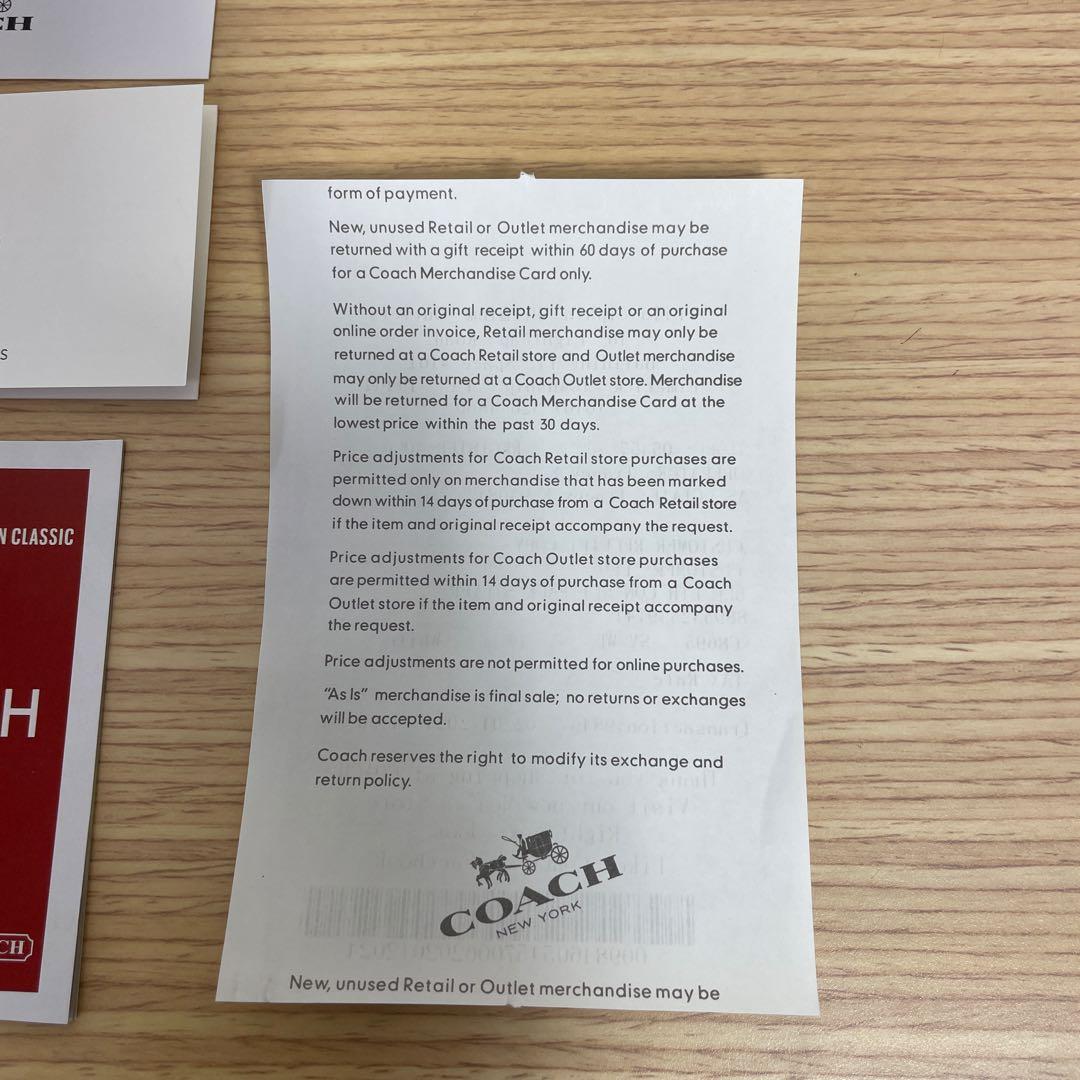 CH
S
N CLASSIC
H
CH
form of payment.
New, unused Retail or Outlet merchandise may be
returned with a gift receipt within 60 days of purchase
for a Coach Merchandise Card only.
Without an original receipt, gift receipt or an original
online order invoice, Retail merchandise may only be
returned at a Coach Retail store and Outlet merchandise
may only be returned at a Coach Outlet store. Merchandise
will be returned for a Coach Merchandise Card at the
lowest price within the past 30 days.
Price adjustments for Coach Retail store purchases are
permitted only on merchandise that has been marked
down within 14 days of purchase from a Coach Retail store
if the item and original receipt accompany the request.
Price adjustments for Coach Outlet store purchases
are permitted within 14 days of purchase from a Coach
Outlet store if the item and original receipt accompany
the request.
Price adjustments are not permitted for online purchases.
“As Is” merchandise is final sale; no returns or exchanges
will be accepted.
Coach reserves the right to modify its exchange and
return policy.
COACH
NEW YORK
New, unused Retail or Outlet merchandise may be